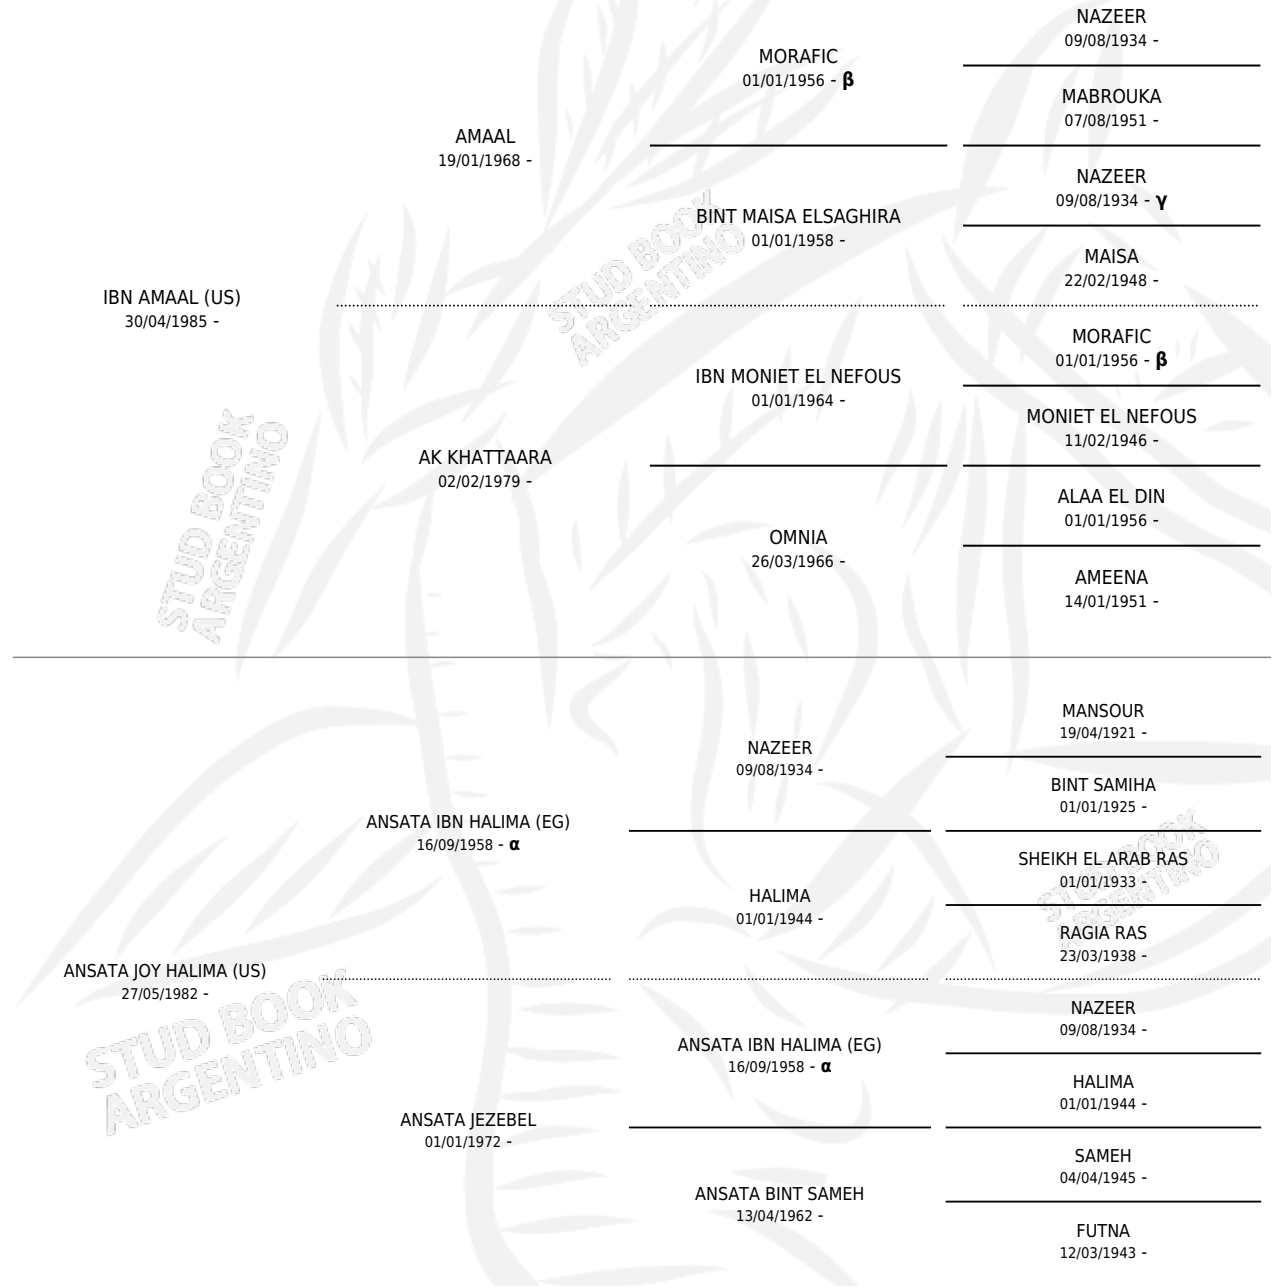 NAZEER
09/08/1934 -
MORAFIC
01/01/1956 - β
MABROUKA
07/08/1951 -
AMAAL
19/01/1968 -
NAZEER
09/08/1934 - γ
BINT MAISA ELSAGHIRA
01/01/1958 -
MAISA
22/02/1948 -
IBN AMAAL (US)
30/04/1985 -
MORAFIC
01/01/1956 - β
IBN MONIET EL NEFOUS
01/01/1964 -
MONIET EL NEFOUS
11/02/1946 -
AK KHATTAARA
02/02/1979 -
ALAA EL DIN
01/01/1956 -
OMNIA
26/03/1966 -
AMEENA
14/01/1951 -
MANSOUR
19/04/1921 -
NAZEER
09/08/1934 -
BINT SAMIHA
01/01/1925 -
ANSATA IBN HALIMA (EG)
16/09/1958 - α
SHEIKH EL ARAB RAS
01/01/1933 -
HALIMA
01/01/1944 -
RAGIA RAS
23/03/1938 -
ANSATA JOY HALIMA (US)
27/05/1982 -
NAZEER
09/08/1934 -
ANSATA IBN HALIMA (EG)
16/09/1958 - α
HALIMA
01/01/1944 -
ANSATA JEZEBEL
01/01/1972 -
SAMEH
04/04/1945 -
ANSATA BINT SAMEH
13/04/1962 -
FUTNA
12/03/1943 -
STUD BOOK
ARGENTINO
STUD BOOK
ARGENTINO
STUD BOOK
ARGENTINO
STUD BOOK
ARGENTINO